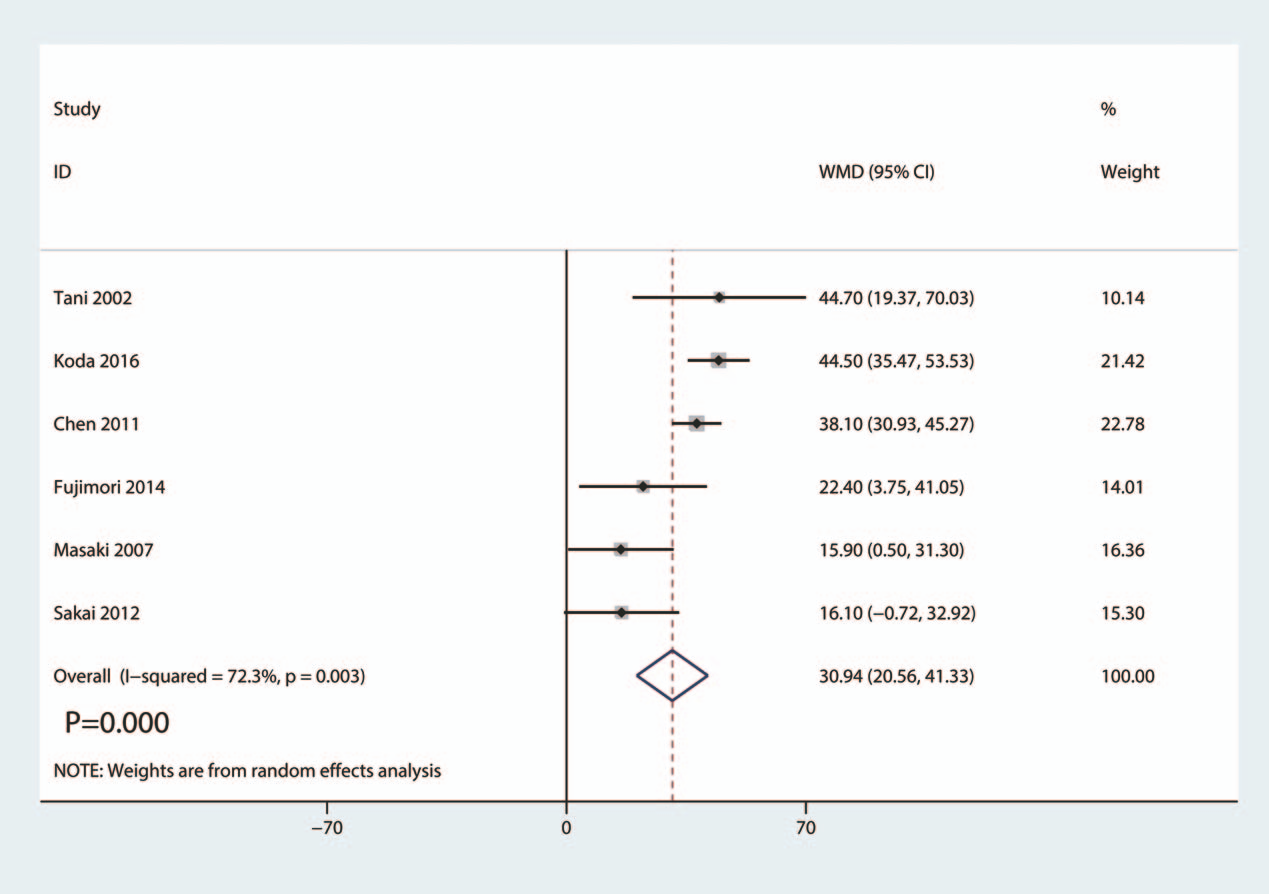 Study %
ID WMD (95% CI) Weight
Tani 2002 44.70 (19.37, 70.03) 10.14
Koda 2016 44.50 (35.47, 53.53) 21.42
Chen 2011 38.10 (30.93, 45.27) 22.78
Fujimori 2014 22.40 (3.75, 41.05) 14.01
Masaki 2007 15.90 (0.50, 31.30) 16.36
Sakai 2012 16.10 (−0.72, 32.92) 15.30
Overall (I−squared = 72.3%, p = 0.003) 30.94 (20.56, 41.33) 100.00
P=0.000
NOTE: Weights are from random effects analysis
−70 0 70